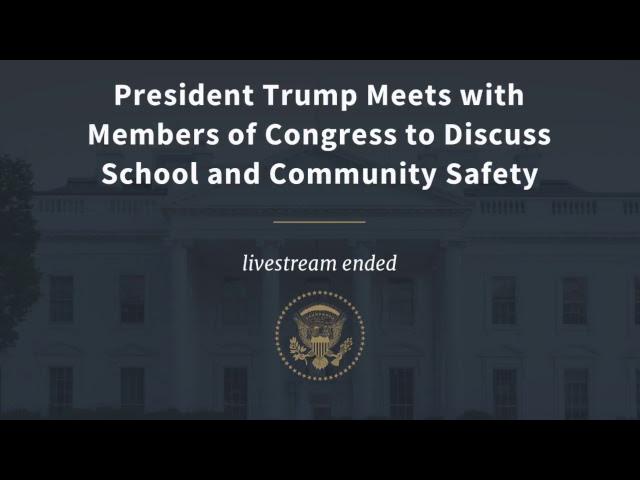 President Trump Meets with
Members of Congress to Discuss
School and Community Safety
livestream ended